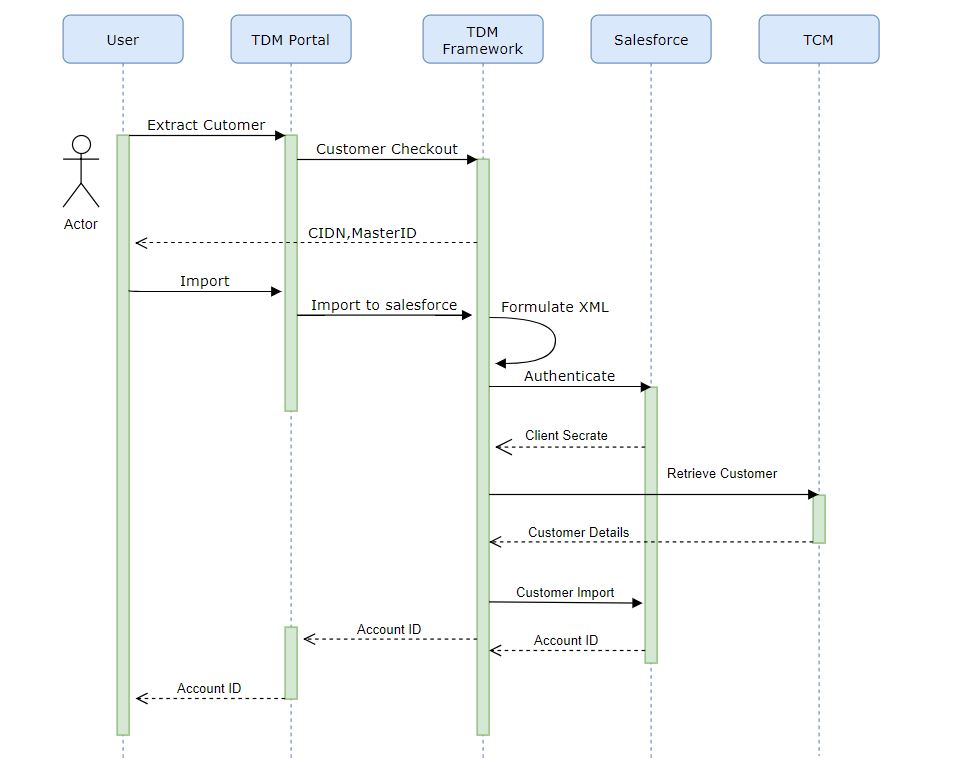 User
TDM Portal
TDM
Framework
Salesforce
TCM
Extract Cutomer
Customer Checkout
Actor
CIDN,MasterID
Import
Import to salesforce
Formulate XML
Authenticate
Client Secrate
Retrieve Customer
Customer Details
Customer Import
Account ID
Account ID
Account ID